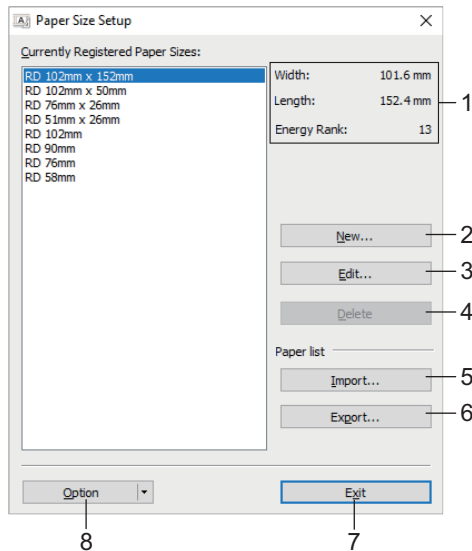 Paper Size Setup
Currently Registered Paper Sizes:
RD 102mm x 152mm
RD 102mm x 50mm
RD 76mm x 26mm
RD 51mm x 26mm
RD 102mm
RD 90mm
RD 76mm
RD 58mm
Width: 101.6 mm
Length: 152.4 mm
Energy Rank: 13
1
New...
2
Edit...
3
Delete
4
Paper list
Import...
5
Export...
6
Option
Exit
8
7